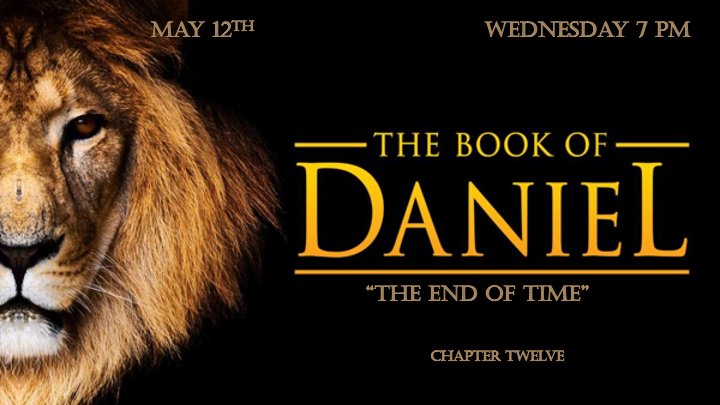 MAY 12TH
WEDNESDAY 7 PM
THE BOOK OF
DANIEL
“THE END OF TIME”
CHAPTER TWELVE